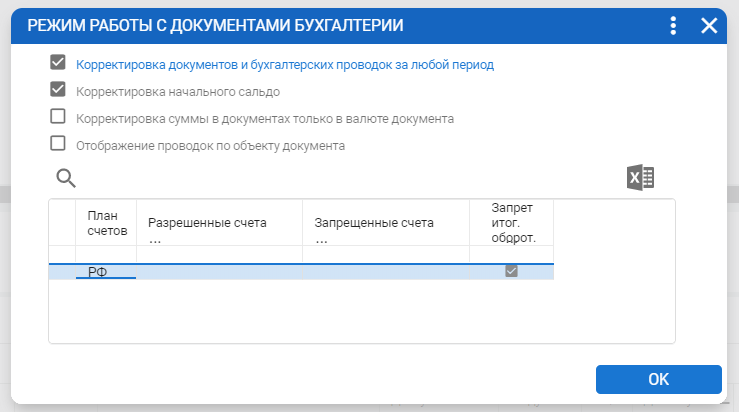 РЕЖИМ РАБОТЫ С ДОКУМЕНТАМИ БУХГАЛТЕРИИ
Корректировка документов и бухгалтерских проводок за любой период
Корректировка начального сальдо
Корректировка суммы в документах только в валюте документа
Отображение проводок по объекту документа
X
План
счетов
Разрешенные счета
...
Запрещенные счета
...
Запрет
итог.
оборот.
РФ
OK